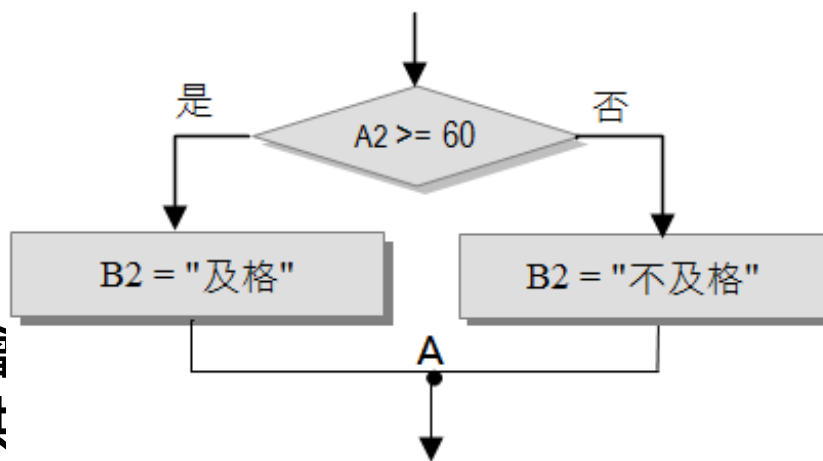 是
否
A2 >= 60
B2 = "及格"
B2 = "不及格"
A